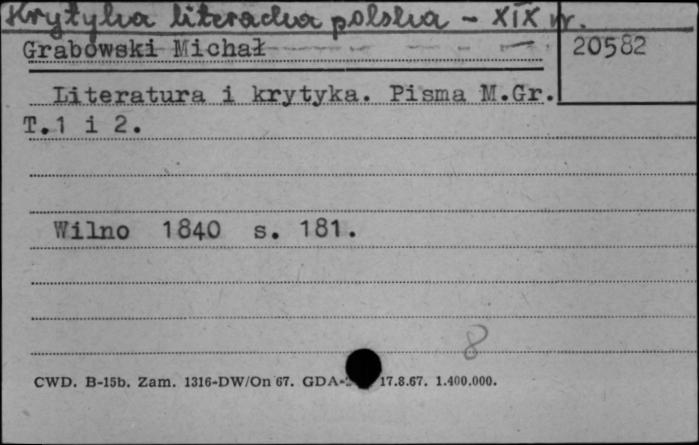 Krytyka literacka polska - XIX w.
Grabowski Michał
20582
Literatura i krytyka. Pisma M.Gr.
T.1 i 2.
Wilno 1840 s. 181.
8
CWD. B-15b. Zam. 1316-DW/On 67. GDA- 17.8.67. 1.400.000.